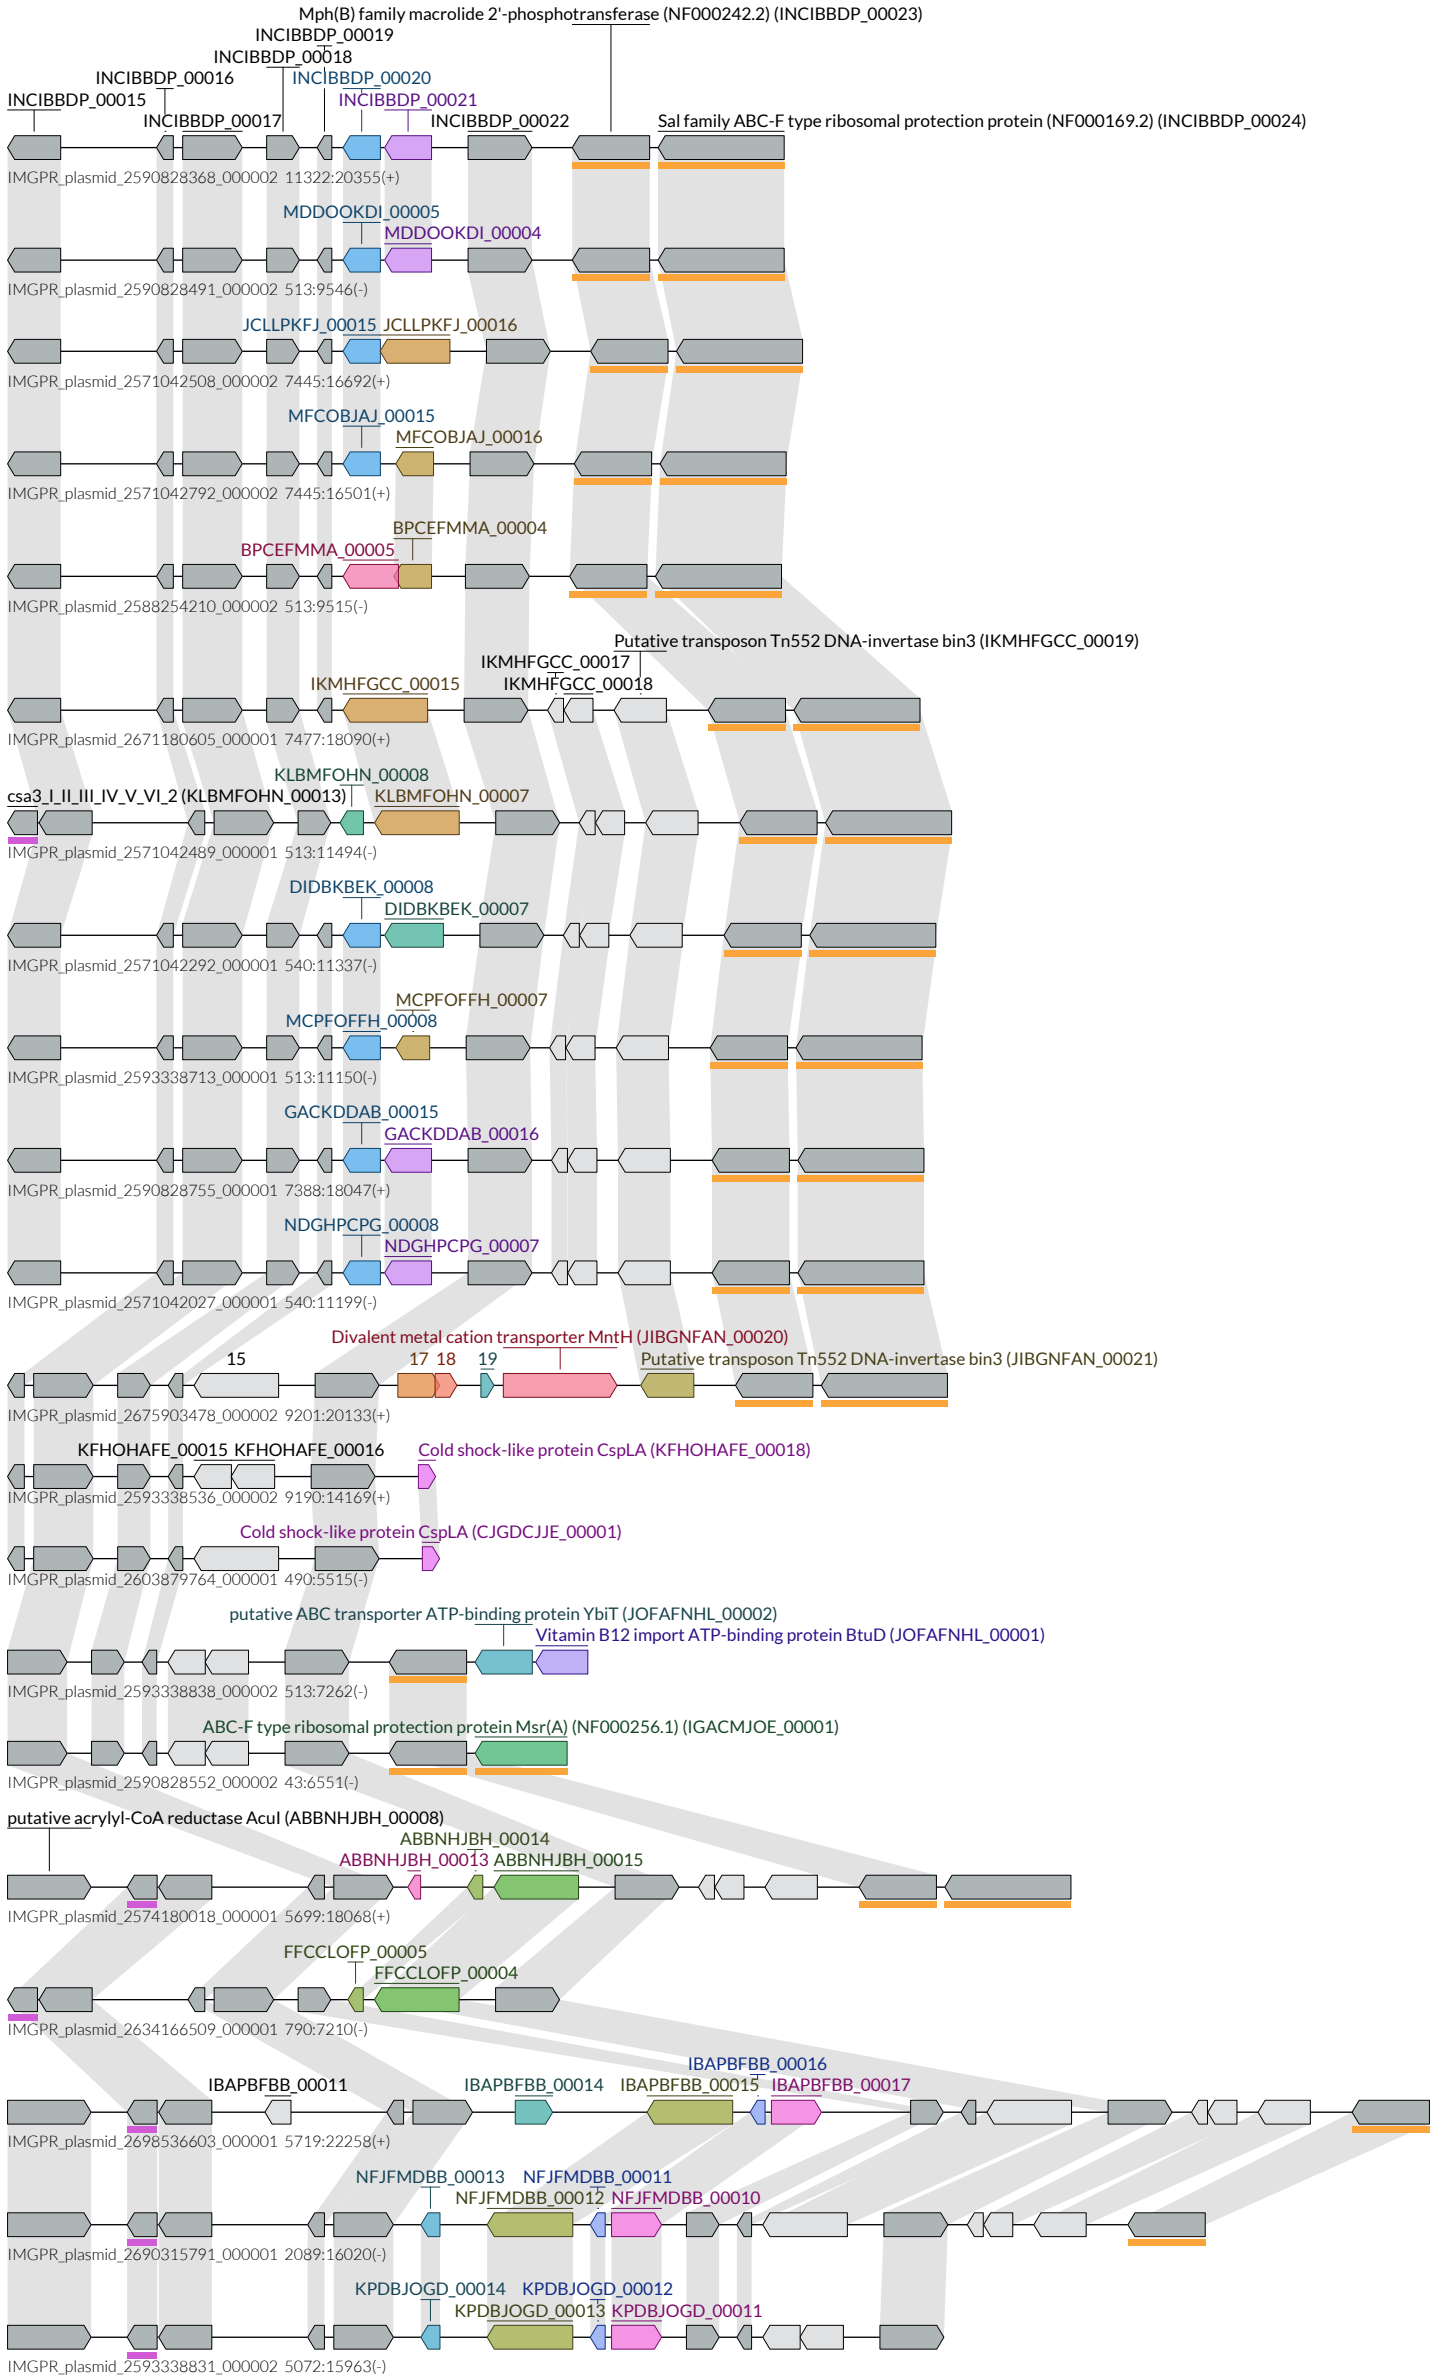 Mph(B) family macrolide 2'-phosphotransferase (NF000242.2) (INCIBBDP_00023)
INCIBBDP_00019
INCIBBDP_00018
INCIBBDP_00016 INCIBBDP_00020
INCIBBDP_00015 INCIBBDP_00021
INCIBBDP_00017 INCIBBDP_00022 Sal family ABC-F type ribosomal protection protein (NF000169.2) (INCIBBDP_00024)
IMGPR_plasmid_2590828368_000002 11322:20355(+)
MDDOOKDI_00005
MDDOOKDI_00004
IMGPR_plasmid_2590828491_000002 513:9546(-)
JCLLPKFJ_00015 JCLLPKFJ_00016
IMGPR_plasmid_2571042508_000002 7445:16692(+)
MFCOBJAJ_00015
MFCOBJAJ_00016
IMGPR_plasmid_2571042792_000002 7445:16501(+)
BPCEFMMA_00004
BPCEFMMA_00005
IMGPR_plasmid_2588254210_000002 513:9515(-)
Putative transposon Tn552 DNA-invertase bin3 (IKMHFGCC_00019)
IKMHFGCC_00017
IKMHFGCC_00015 IKMHFGCC_00018
IMGPR_plasmid_2671180605_000001 7477:18090(+)
KLBMFOHN_00008
csa3_I_II_III_IV_V_VI_2 (KLBMFOHN_00013) KLBMFOHN_00007
IMGPR_plasmid_2571042489_000001 513:11494(-)
DIDBKBEK_00008
DIDBKBEK_00007
IMGPR_plasmid_2571042292_000001 540:11337(-)
MCPFOFFH_00007
MCPFOFFH_00008
IMGPR_plasmid_2593338713_000001 513:11150(-)
GACKDDAB_00015
GACKDDAB_00016
IMGPR_plasmid_2590828755_000001 7388:18047(+)
NDGHPCPG_00008
NDGHPCPG_00007
IMGPR_plasmid_2571042027_000001 540:11199(-)
Divalent metal cation transporter MntH (JIBGNFAN_00020)
15 17 18 19 Putative transposon Tn552 DNA-invertase bin3 (JIBGNFAN_00021)
IMGPR_plasmid_2675903478_000002 9201:20133(+)
KFHOHAFE_00015 KFHOHAFE_00016 Cold shock-like protein CspLA (KFHOHAFE_00018)
IMGPR_plasmid_2593338536_000002 9190:14169(+)
Cold shock-like protein CspLA (CJGDCJJE_00001)
IMGPR_plasmid_2603879764_000001 490:5515(-)
putative ABC transporter ATP-binding protein YbiT (JOFAFNHL_00002)
Vitamin B12 import ATP-binding protein BtuD (JOFAFNHL_00001)
IMGPR_plasmid_2593338838_000002 513:7262(-)
ABC-F type ribosomal protection protein Msr(A) (NF000256.1) (IGACMJOE_00001)
IMGPR_plasmid_2590828552_000002 43:6551(-)
putative acrylyl-CoA reductase AcuI (ABBNHJBH_00008)
ABBNHJBH_00014
ABBNHJBH_00013 ABBNHJBH_00015
IMGPR_plasmid_2574180018_000001 5699:18068(+)
FFCCLOFP_00005
FFCCLOFP_00004
IMGPR_plasmid_2634166509_000001 790:7210(-)
IBAPBFBB_00016
IBAPBFBB_00011 IBAPBFBB_00014 IBAPBFBB_00015 IBAPBFBB_00017
IMGPR_plasmid_2698536603_000001 5719:22258(+)
NFJFMDBB_00013 NFJFMDBB_00011
NFJFMDBB_00012 NFJFMDBB_00010
IMGPR_plasmid_2690315791_000001 2089:16020(-)
KPDBJOGD_00014 KPDBJOGD_00012
KPDBJOGD_00013 KPDBJOGD_00011
IMGPR_plasmid_2593338831_000002 5072:15963(-)